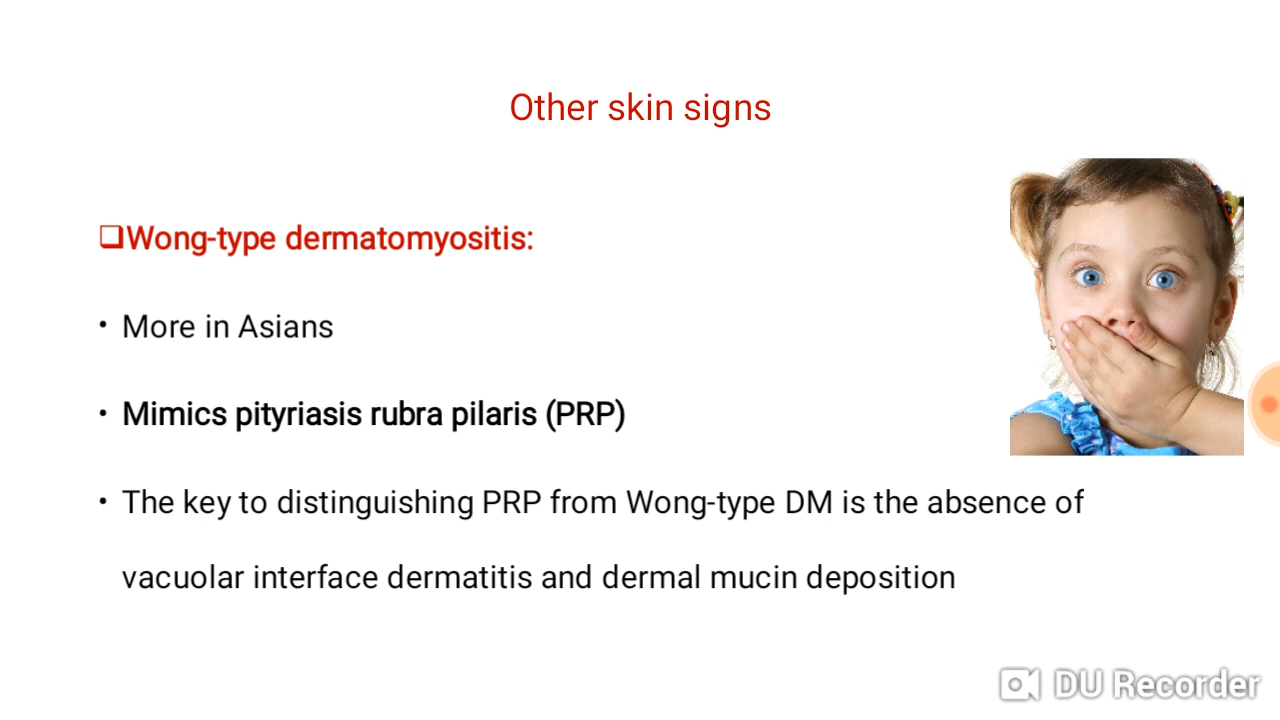 Other skin signs
❑Wong-type dermatomyositis:
• More in Asians
• Mimics pityriasis rubra pilaris (PRP)
• The key to distinguishing PRP from Wong-type DM is the absence of
vacuolar interface dermatitis and dermal mucin deposition
DU Recorder